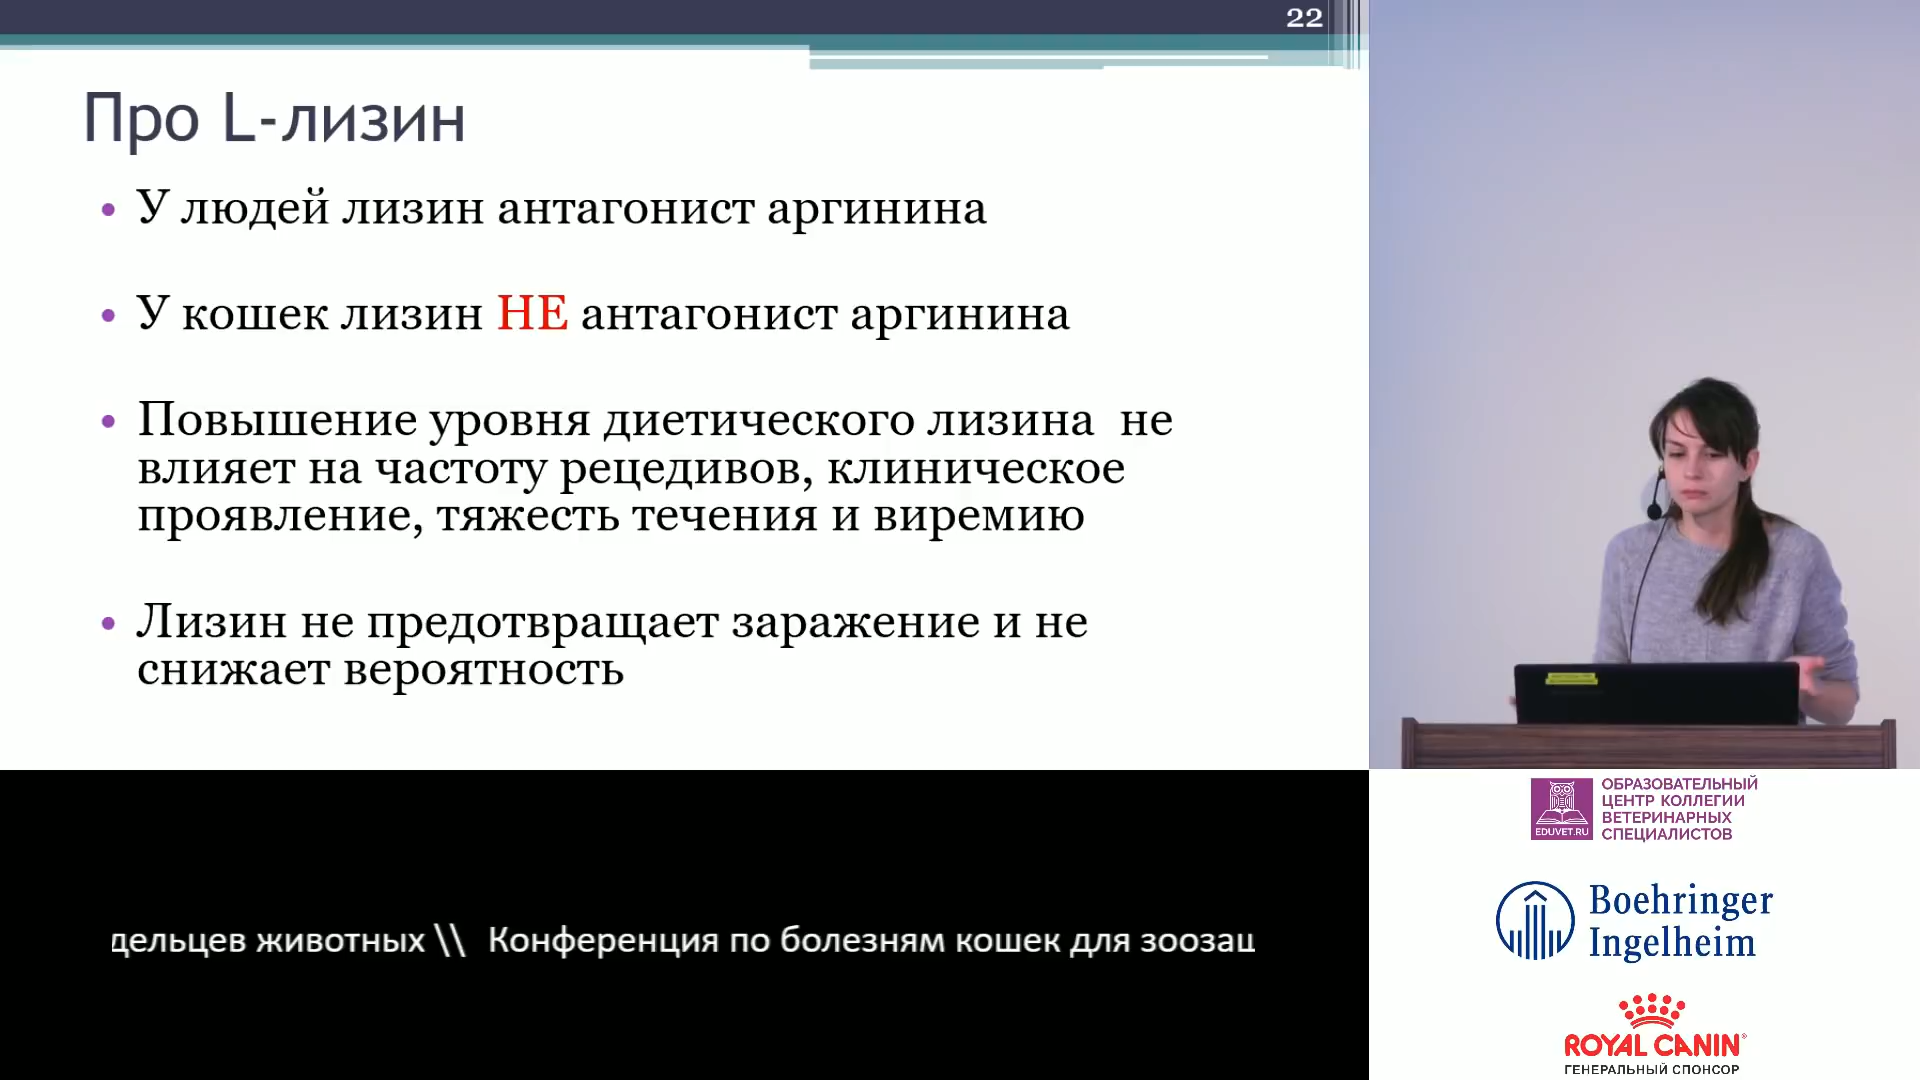 22
Про L-лизин
• У людей лизин антагонист аргинина
• У кошек лизин НЕ антагонист аргинина
• Повышение уровня диетического лизина не
влияет на частоту рецедивов, клиническое
проявление, тяжесть течения и виремию
• Лизин не предотвращает заражение и не
снижает вероятность
дельцев животных \\ Конференция по болезням кошек для зоозащ
EDUVET.RU
ОБРАЗОВАТЕЛЬНЫЙ
ЦЕНТР КОЛЛЕГИИ
ВЕТЕРИНАРНЫХ
СПЕЦИАЛИСТОВ
Boehringer
Ingelheim
ROYAL CANIN
ГЕНЕРАЛЬНЫЙ СПОНСОР